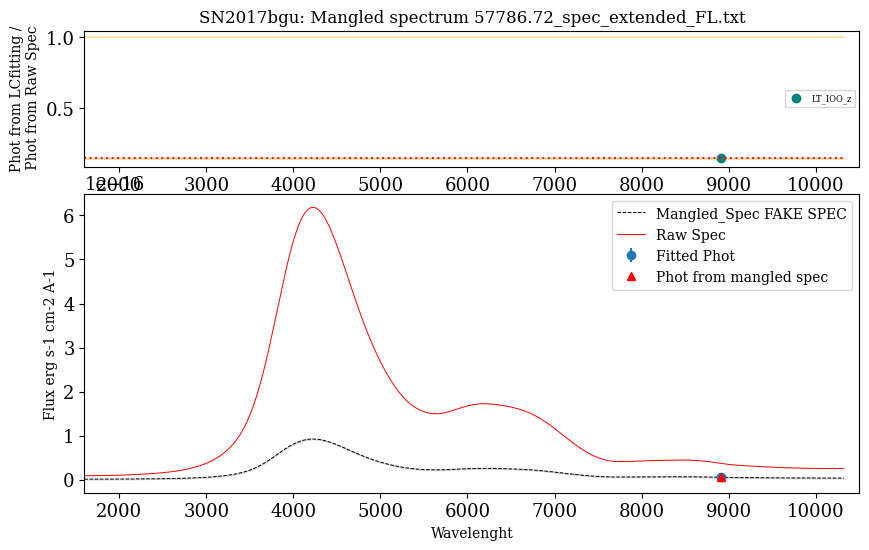 SN2017bgu: Mangled spectrum 57786.72_spec_extended_FL.txt
Phot from LCfitting /
Phot from Raw Spec
1.0
0.5
LT_IOO_z
2000 3000 4000 5000 6000 7000 8000 9000 10000
1e−16
Flux erg s-1 cm-2 A-1
6
5
4
3
2
1
0
Mangled_Spec FAKE SPEC
Raw Spec
Fitted Phot
Phot from mangled spec
2000 3000 4000 5000 6000 7000 8000 9000 10000
Wavelenght